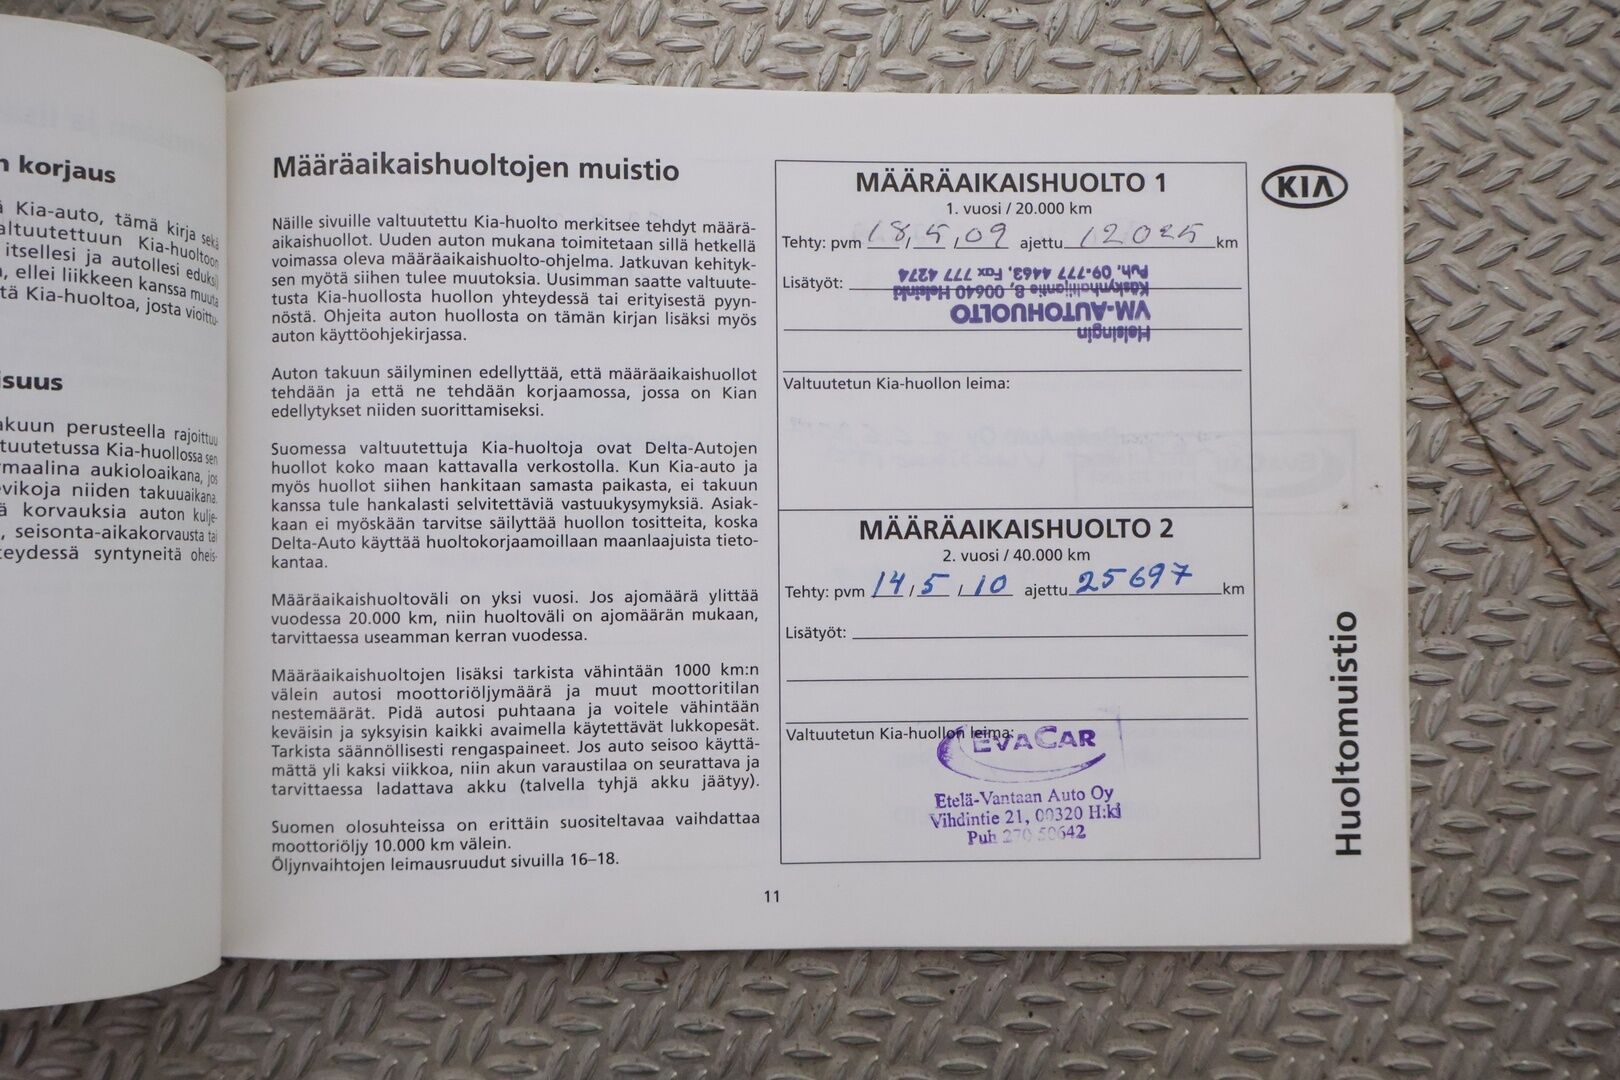 n korjaus
ä Kia-auto, tämä kirja sekä
altuutettuun Kia-huoltoon
itsellesi ja autollesi eduksi
, ellei liikkeen kanssa muuta
tä Kia-huoltoa, josta vioittu-
isuus
akuun perusteella rajoittuu
tuutetussa Kia-huollossa sen
rmaalina aukioloaikana, jos
evikoja niiden takuuaikana.
ä korvauksia auton kulje-
, seisonta-aikakorvausta tai
teydessä syntyneitä oheis-
Määräaikaishuoltojen muistio
Näille sivuille valtuutettu Kia-huolto merkitsee tehdyt määrä-
aikaishuollot. Uuden auton mukana toimitetaan sillä hetkellä
voimassa oleva määräaikaishuolto-ohjelma. Jatkuvan kehityk-
sen myötä siihen tulee muutoksia. Uusimman saatte valtuute-
tusta Kia-huollosta huollon yhteydessä tai erityisestä pyyn-
nöstä. Ohjeita auton huollosta on tämän kirjan lisäksi myös
auton käyttöohjekirjassa.
Auton takuun säilyminen edellyttää, että määräaikaishuollot
tehdään ja että ne tehdään korjaamossa, jossa on Kian
edellytykset niiden suorittamiseksi.
Suomessa valtuutettuja Kia-huoltoja ovat Delta-Autojen
huollot koko maan kattavalla verkostolla. Kun Kia-auto ja
myös huollot siihen hankitaan samasta paikasta, ei takuun
kanssa tule hankalasti selvitettäviä vastuukysymyksiä. Asiak-
kaan ei myöskään tarvitse säilyttää huollon tositteita, koska
Delta-Auto käyttää huoltokorjaamoillaan maanlaajuista tieto-
kantaa.
Määräaikaishuoltoväli on yksi vuosi. Jos ajomäärä ylittää
vuodessa 20.000 km, niin huoltoväli on ajomäärän mukaan,
tarvittaessa useamman kerran vuodessa.
Määräaikaishuoltojen lisäksi tarkista vähintään 1000 km:n
välein autosi moottoriöljymäärä ja muut moottoritilan
nestemäärät. Pidä autosi puhtaana ja voitele vähintään
keväisin ja syksyisin kaikki avaimella käytettävät lukkopesät.
Tarkista säännöllisesti rengaspaineet. Jos auto seisoo käyttä-
mättä yli kaksi viikkoa, niin akun varaustilaa on seurattava ja
tarvittaessa ladattava akku (talvella tyhjä akku jäätyy).
Suomen olosuhteissa on erittäin suositeltavaa vaihdattaa
moottoriöljy 10.000 km välein.
Öljynvaihtojen leimausruudut sivuilla 16–18.
MÄÄRÄAIKAISHUOLTO 1
1. vuosi / 20.000 km
Tehty: pvm 18 / 5 / 09 ajettu 12025 km
Lisätyöt:
Helsingin
VM-AUTOHUOLTO
Käskynhaltijantie 8, 00640 Helsinki
Puh. 09-777 4463, Fax 777 4274
Valtuutetun Kia-huollon leima:
MÄÄRÄAIKAISHUOLTO 2
2. vuosi / 40.000 km
Tehty: pvm 14 / 5 / 10 ajettu 25697 km
Lisätyöt:
Valtuutetun Kia-huollon leima:
EVACAR
Etelä-Vantaan Auto Oy
Vihdintie 21, 00320 H:ki
Puh 270 50642
KIA
Huoltomuistio
11